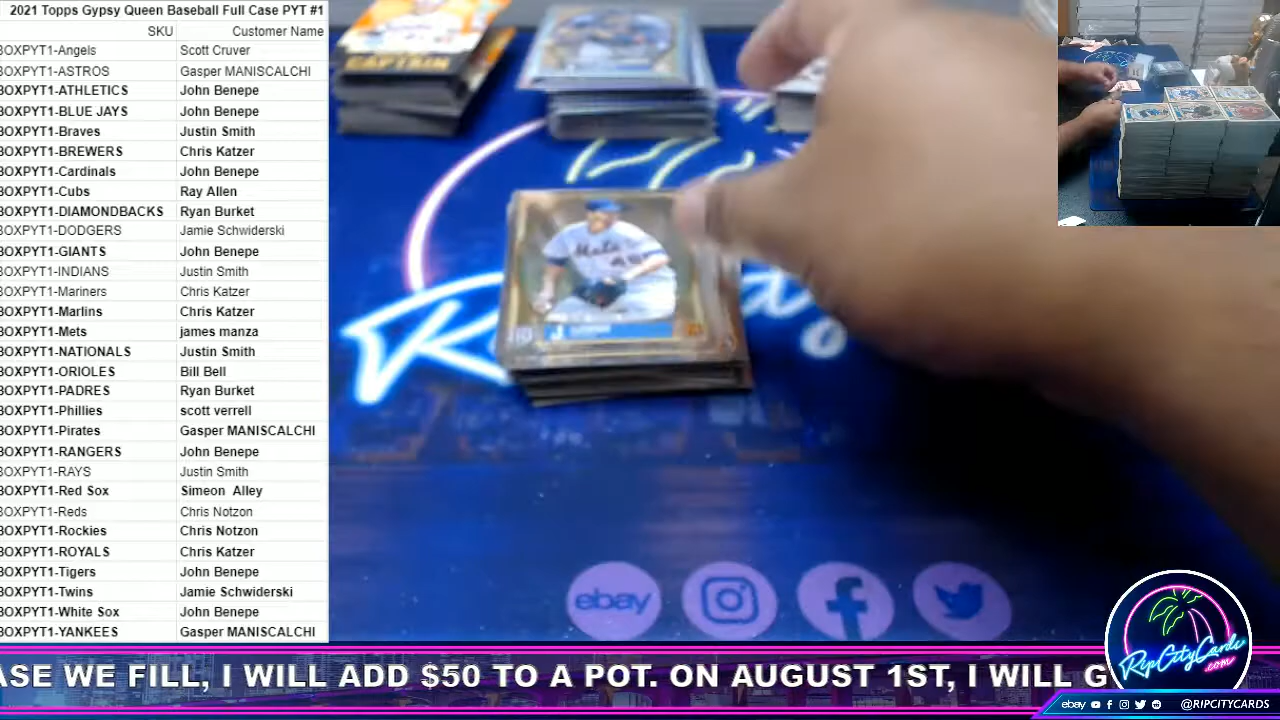 2021 Topps Gypsy Queen Baseball Full Case PYT #1
SKU Customer Name
BOXPYT1-Angels Scott Cruver
BOXPYT1-ASTROS Gasper MANISCALCHI
BOXPYT1-ATHLETICS John Benepe
BOXPYT1-BLUE JAYS John Benepe
BOXPYT1-Braves Justin Smith
BOXPYT1-BREWERS Chris Katzer
BOXPYT1-Cardinals John Benepe
BOXPYT1-Cubs Ray Allen
BOXPYT1-DIAMONDBACKS Ryan Burket
BOXPYT1-DODGERS Jamie Schwiderski
BOXPYT1-GIANTS John Benepe
BOXPYT1-INDIANS Justin Smith
BOXPYT1-Mariners Chris Katzer
BOXPYT1-Marlins Chris Katzer
BOXPYT1-Mets james manza
BOXPYT1-NATIONALS Justin Smith
BOXPYT1-ORIOLES Bill Bell
BOXPYT1-PADRES Ryan Burket
BOXPYT1-Phillies scott verrell
BOXPYT1-Pirates Gasper MANISCALCHI
BOXPYT1-RANGERS John Benepe
BOXPYT1-RAYS Justin Smith
BOXPYT1-Red Sox Simeon Alley
BOXPYT1-Reds Chris Notzon
BOXPYT1-Rockies Chris Notzon
BOXPYT1-ROYALS Chris Katzer
BOXPYT1-Tigers John Benepe
BOXPYT1-Twins Jamie Schwiderski
BOXPYT1-White Sox John Benepe
BOXPYT1-YANKEES Gasper MANISCALCHI
CAPTAIN
Mets
ebay
RipCityCards
.com
ASE WE FILL, I WILL ADD $50 TO A POT. ON AUGUST 1ST, I WILL G
ebay @RIPCITYCARDS